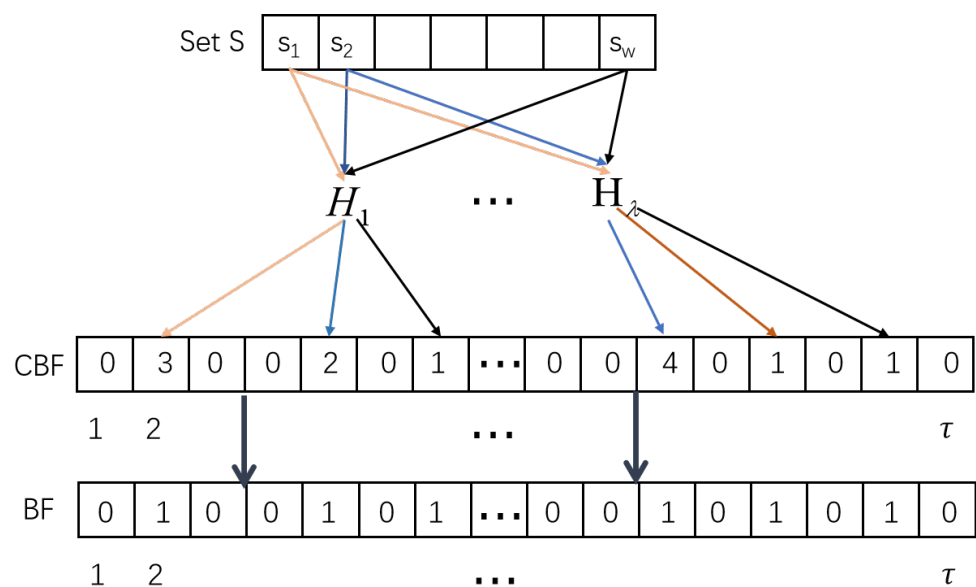 Set S s₁ s₂ s_w
H₁ ... H_λ
CBF 0 3 0 0 2 0 1 ... 0 0 4 0 1 0 1 0
1 2 ... τ
BF 0 1 0 0 1 0 1 ... 0 0 1 0 1 0 1 0
1 2 ... τ